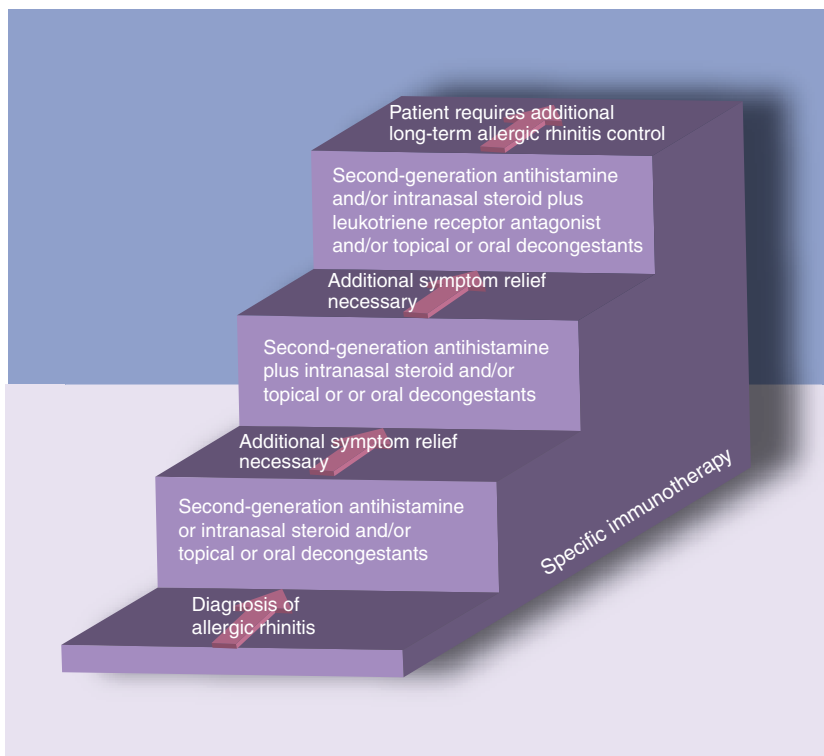 Patient requires additional
long-term allergic rhinitis control
Second-generation antihistamine
and/or intranasal steroid plus
leukotriene receptor antagonist
and/or topical or oral decongestants
Additional symptom relief
necessary
Second-generation antihistamine
plus intranasal steroid and/or
topical or or oral decongestants
Additional symptom relief
necessary
Second-generation antihistamine
or intranasal steroid and/or
topical or oral decongestants
Diagnosis of
allergic rhinitis
Specific immunotherapy